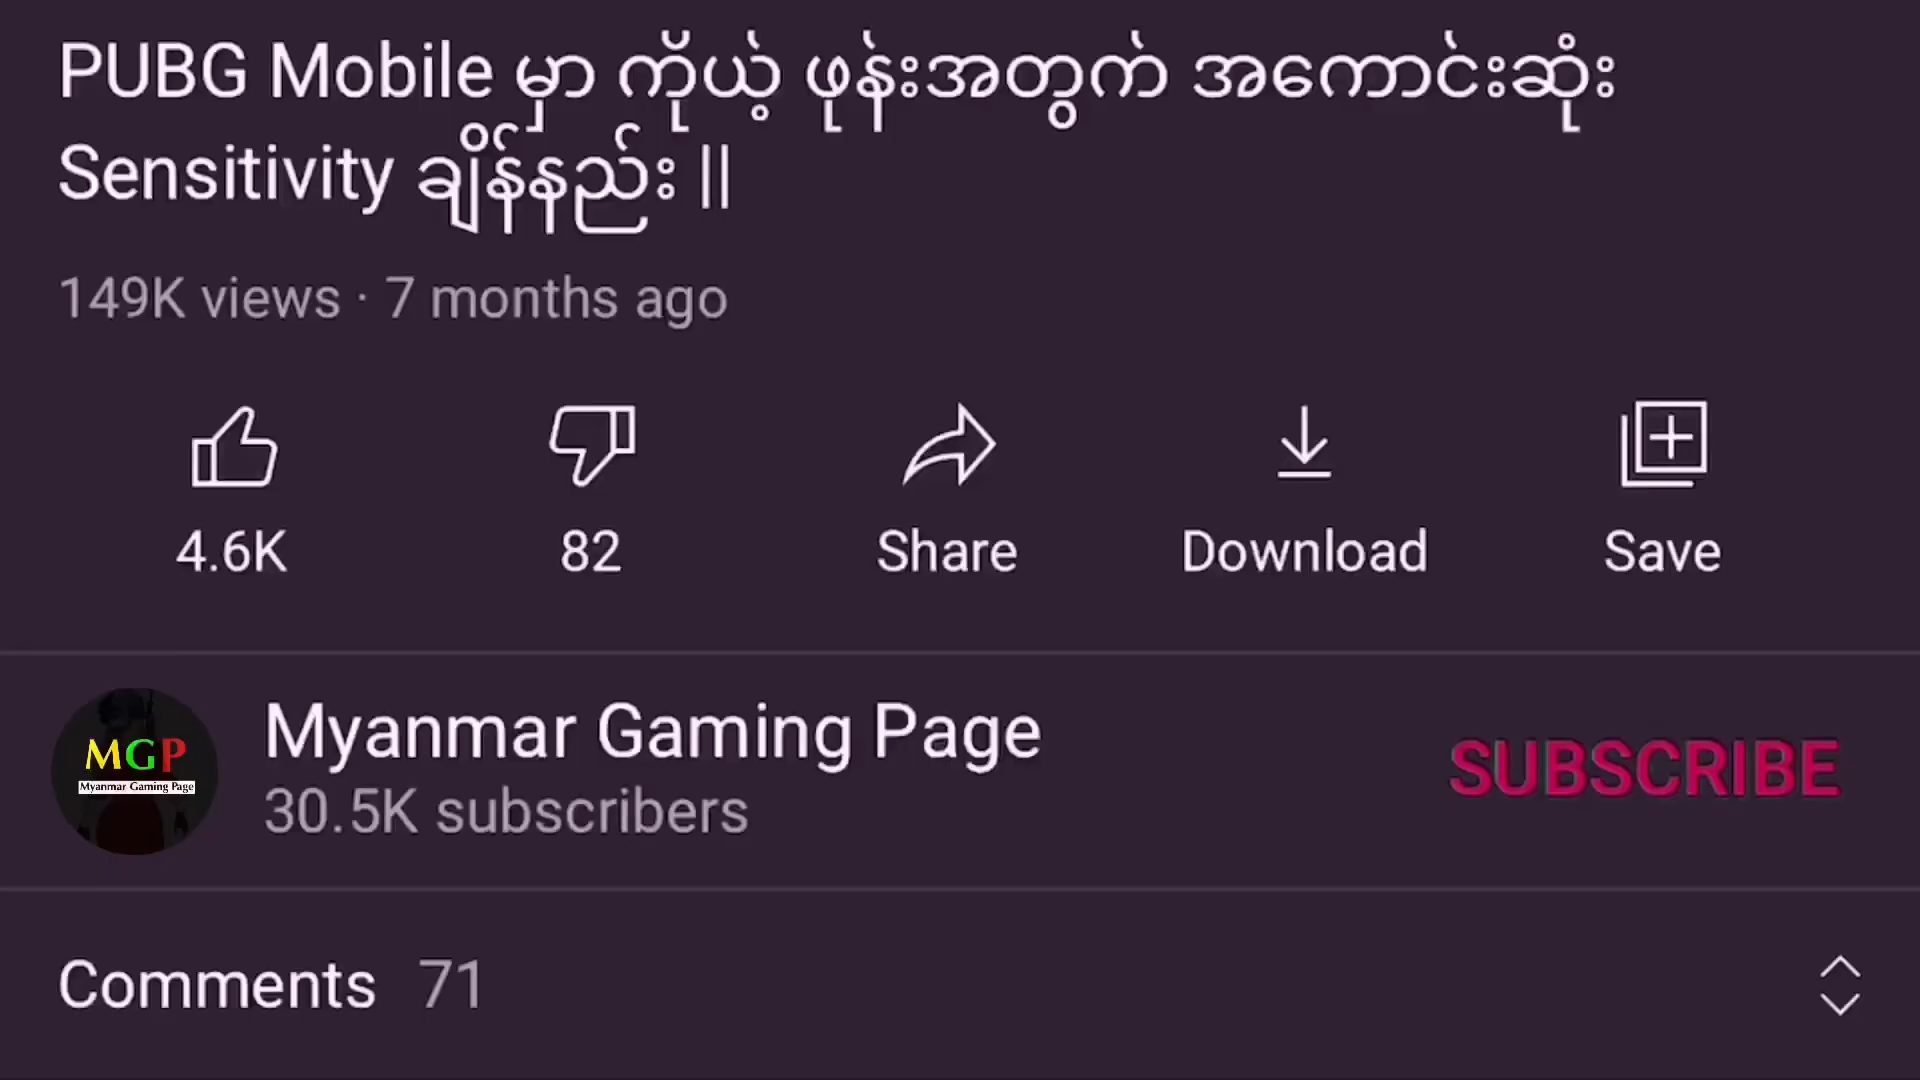 PUBG Mobile မှာ ကိုယ့် ဖုန်းအတွက် အကောင်းဆုံး
Sensitivity ချိန်နည်း ||
149K views · 7 months ago
4.6K
82
Share
Download
Save
MGP
Myanmar Gaming Page
Myanmar Gaming Page
30.5K subscribers
SUBSCRIBE
Comments 71